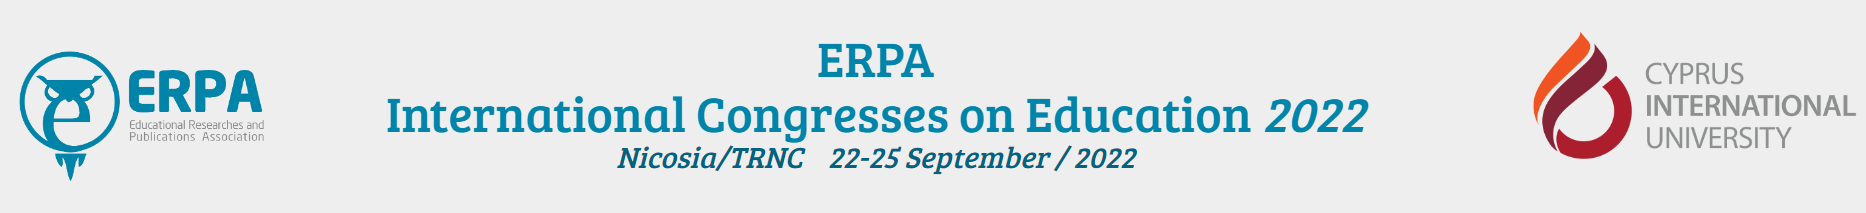 ERPA
Educational Researches and
Publications Association
ERPA
International Congresses on Education 2022
Nicosia/TRNC 22-25 September / 2022
CYPRUS
INTERNATIONAL
UNIVERSITY